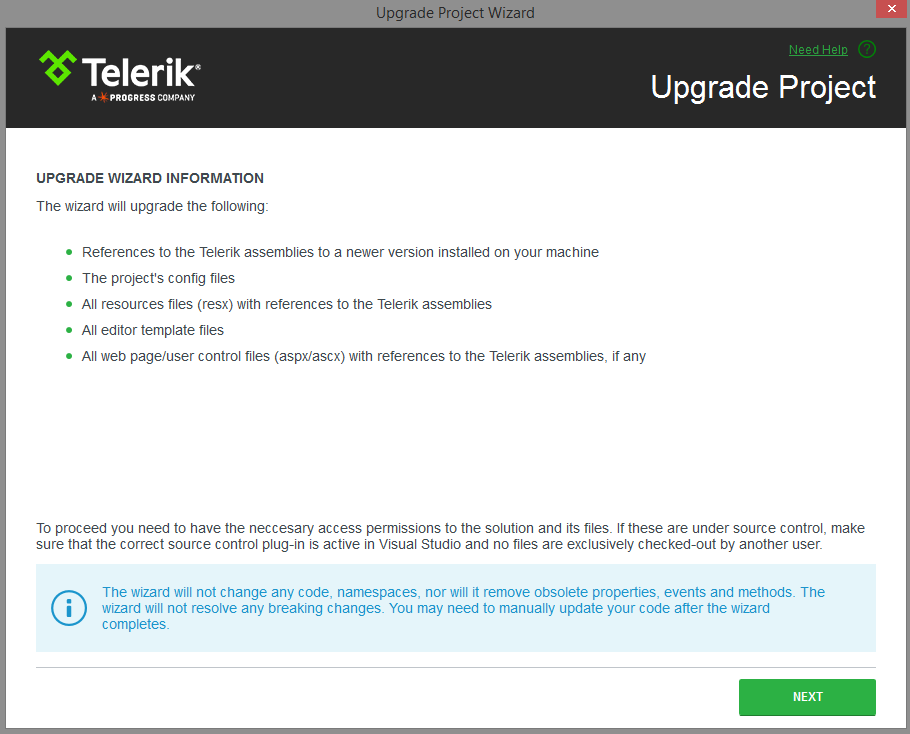 Upgrade Project Wizard
Need Help ?
Telerik®
A PROGRESS COMPANY
Upgrade Project
UPGRADE WIZARD INFORMATION
The wizard will upgrade the following:
References to the Telerik assemblies to a newer version installed on your machine
The project's config files
All resources files (resx) with references to the Telerik assemblies
All editor template files
All web page/user control files (aspx/ascx) with references to the Telerik assemblies, if any
To proceed you need to have the neccesary access permissions to the solution and its files. If these are under source control, make
sure that the correct source control plug-in is active in Visual Studio and no files are exclusively checked-out by another user.
The wizard will not change any code, namespaces, nor will it remove obsolete properties, events and methods. The
wizard will not resolve any breaking changes. You may need to manually update your code after the wizard
completes.
NEXT